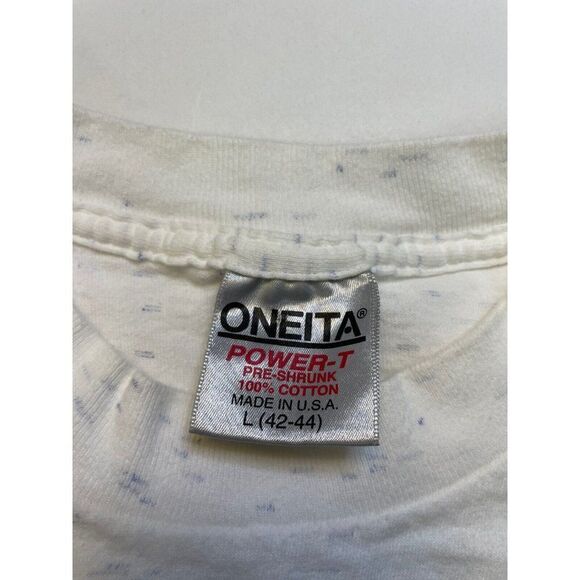 ONEITA®
POWER-T
PRE-SHRUNK
100% COTTON
MADE IN U.S.A.
L (42-44)